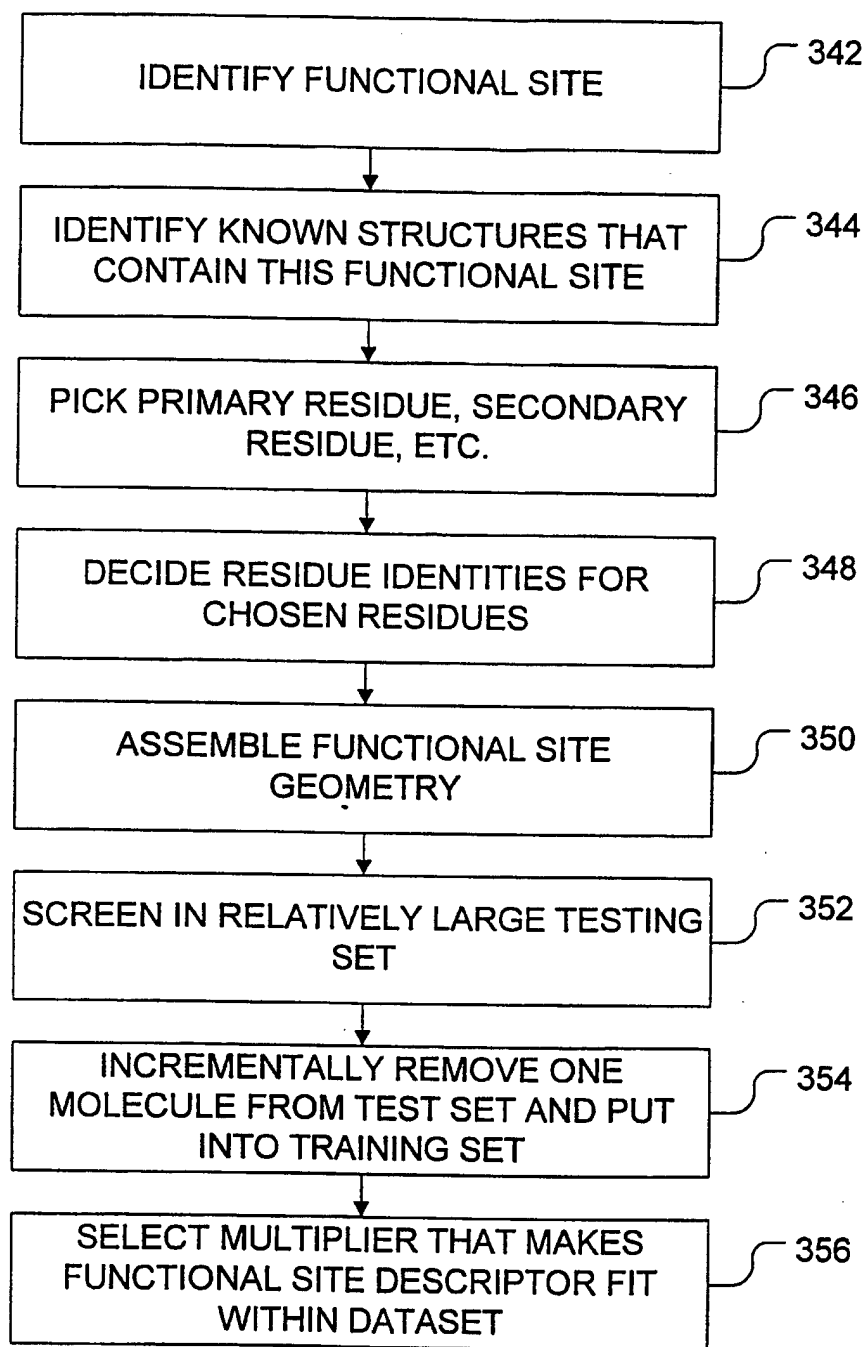 IDENTIFY FUNCTIONAL SITE
342
IDENTIFY KNOWN STRUCTURES THAT
CONTAIN THIS FUNCTIONAL SITE
344
PICK PRIMARY RESIDUE, SECONDARY
RESIDUE, ETC.
346
DECIDE RESIDUE IDENTITIES FOR
CHOSEN RESIDUES
348
ASSEMBLE FUNCTIONAL SITE
GEOMETRY
350
SCREEN IN RELATIVELY LARGE TESTING
SET
352
INCREMENTALLY REMOVE ONE
MOLECULE FROM TEST SET AND PUT
INTO TRAINING SET
354
SELECT MULTIPLIER THAT MAKES
FUNCTIONAL SITE DESCRIPTOR FIT
WITHIN DATASET
356